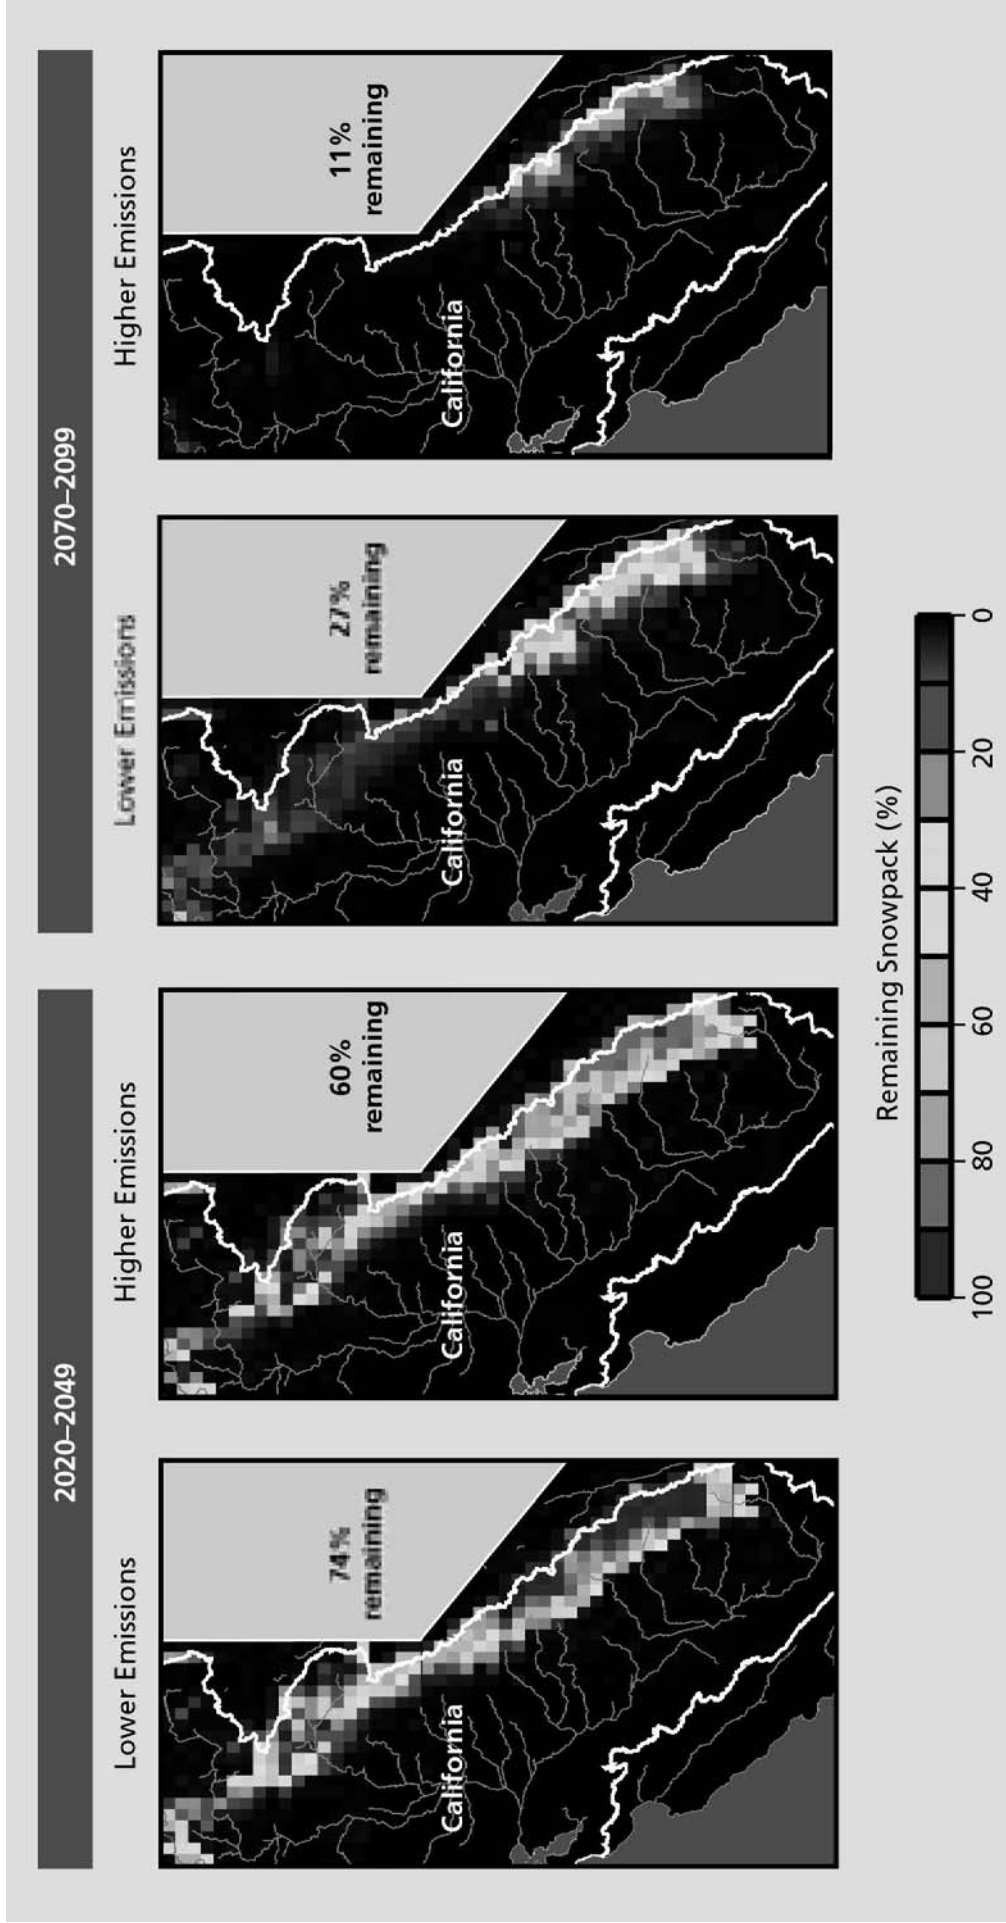 2020–2049
2070–2099
Lower Emissions
Higher Emissions
Lower Emissions
Higher Emissions
74%
remaining
California
60%
remaining
California
27%
remaining
California
11%
remaining
California
Remaining Snowpack (%)
100 80 60 40 20 0